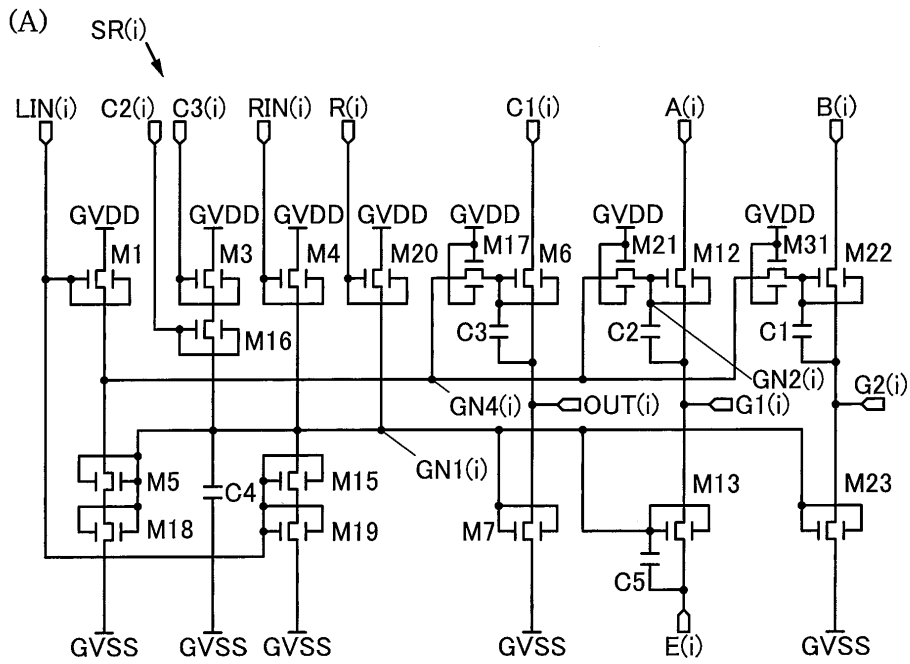 (A)
SR(i)
LIN(i) C2(i) C3(i) RIN(i) R(i) C1(i) A(i) B(i)
GVDD GVDD GVDD GVDD GVDD GVDD GVDD
M1 M3 M4 M20 M17 M6 M21 M12 M31 M22
M16 C3 C2 C1
GN2(i)
GN4(i) OUT(i) G1(i) G2(i)
GN1(i)
M5 C4 M15 M13 M23
M18 M19 M7
C5
GVSS GVSS GVSS GVSS E(i) GVSS